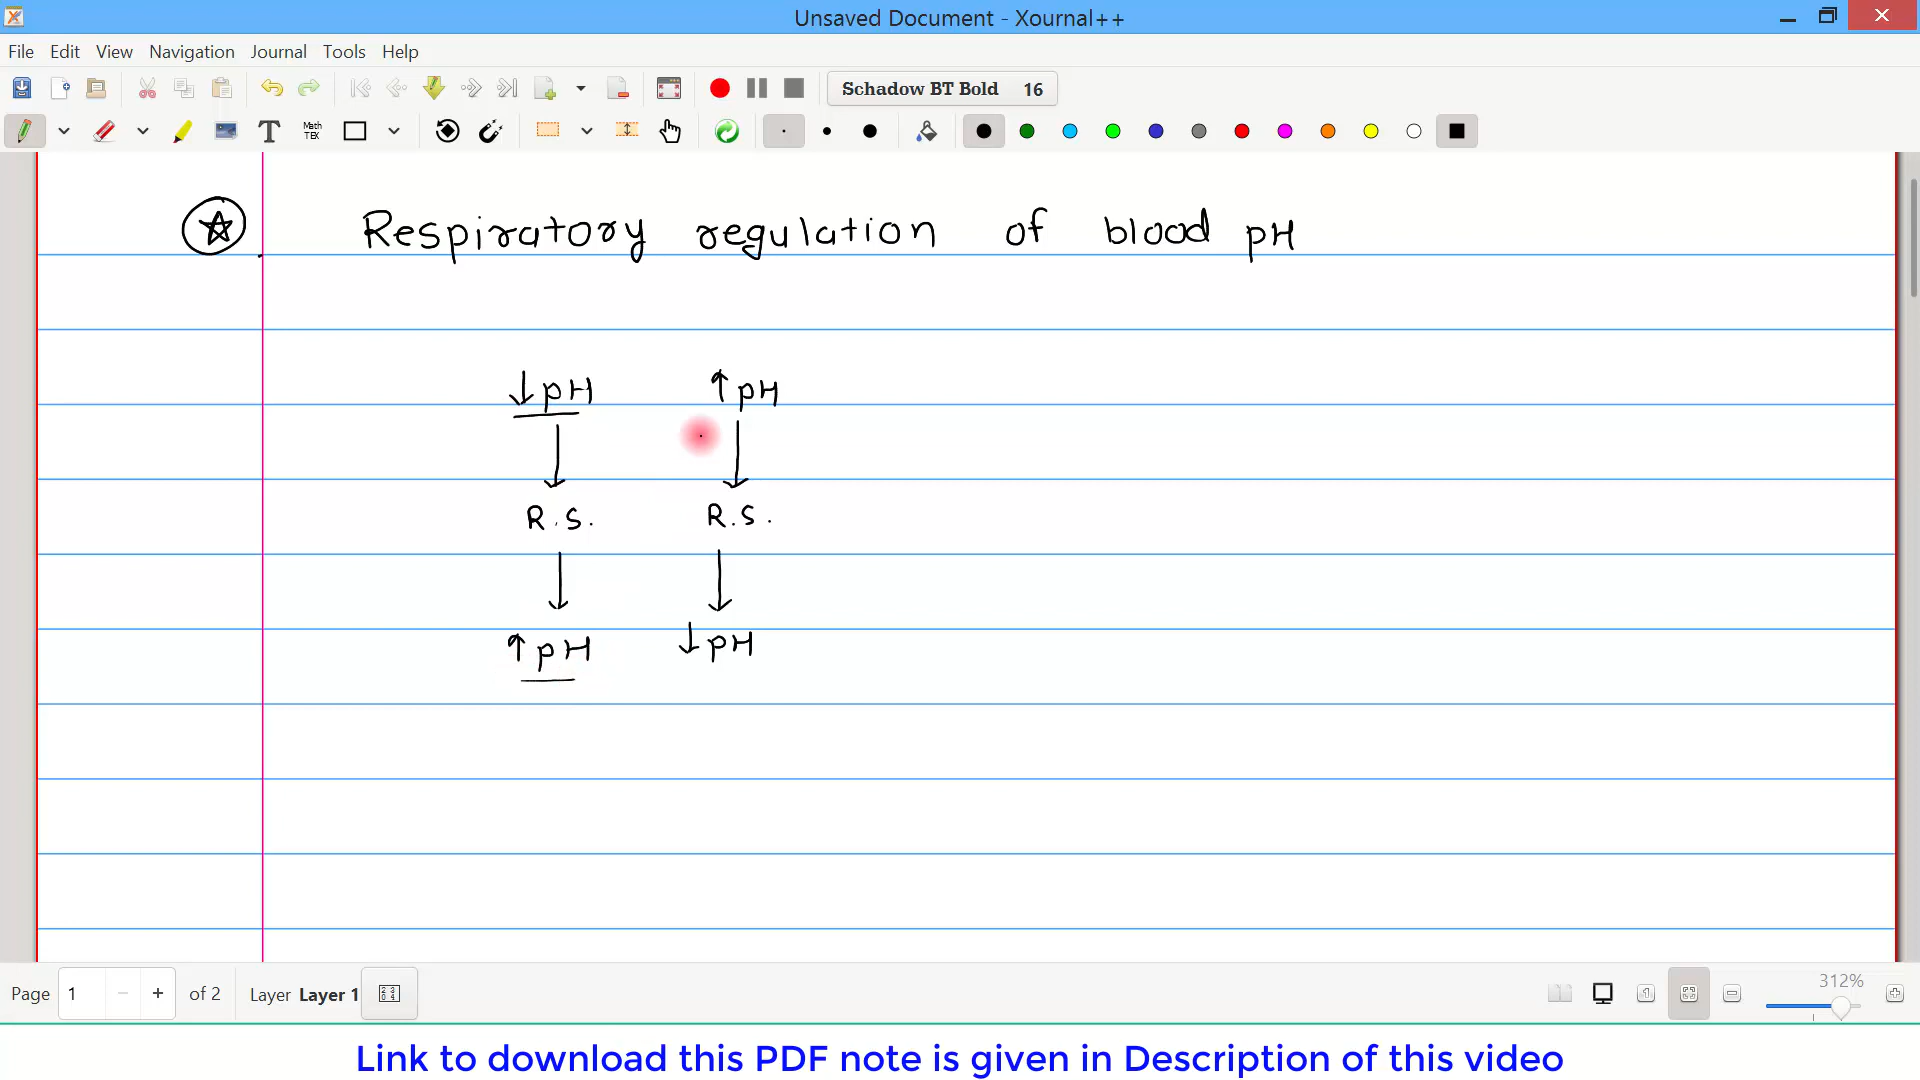 Unsaved Document - Xournal++
File Edit View Navigation Journal Tools Help
Schadow BT Bold 16
Math
TEX
Respiratory regulation of blood pH
↓ pH ↑ pH
R.S. R.S.
↑ pH ↓ pH
Page 1 of 2 Layer Layer 1 312%
Link to download this PDF note is given in Description of this video